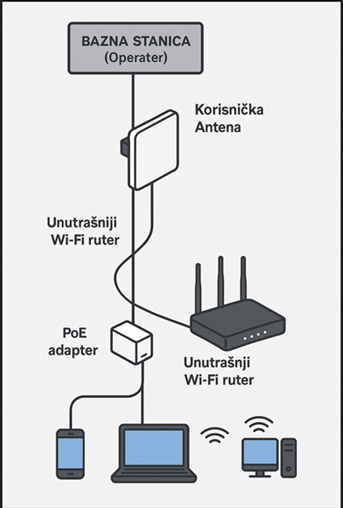 BAZNA STANICA
(Operater)
Korisnička
Antena
Unutrašniji
Wi-Fi ruter
PoE
adapter
Unutrašnji
Wi-Fi ruter